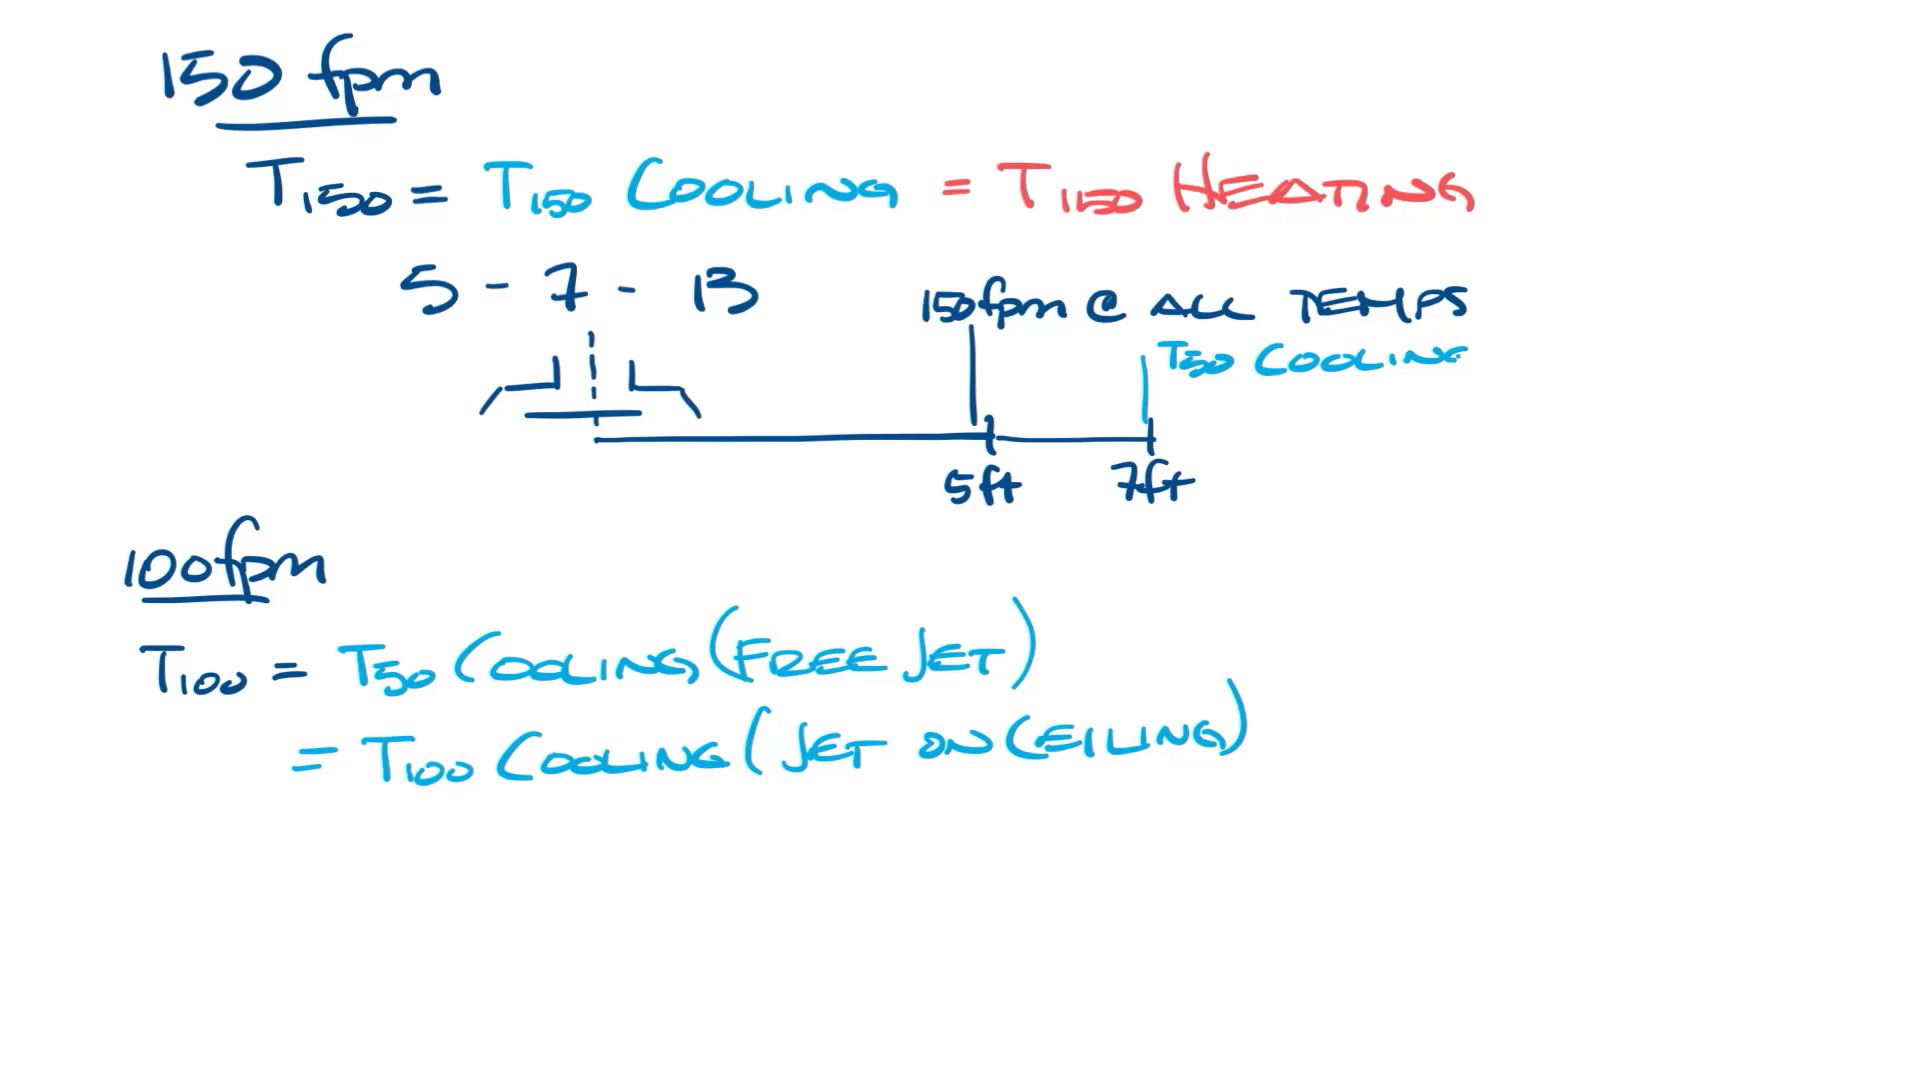 150 fpm
T150 = T150 COOLING = T150 HEATING
5 - 7 - 13
150fpm @ ALL TEMPS
T50 COOLING
5ft 7ft
100fpm
T100 = T50 COOLING (FREE JET)
= T100 COOLING (JET ON CEILING)